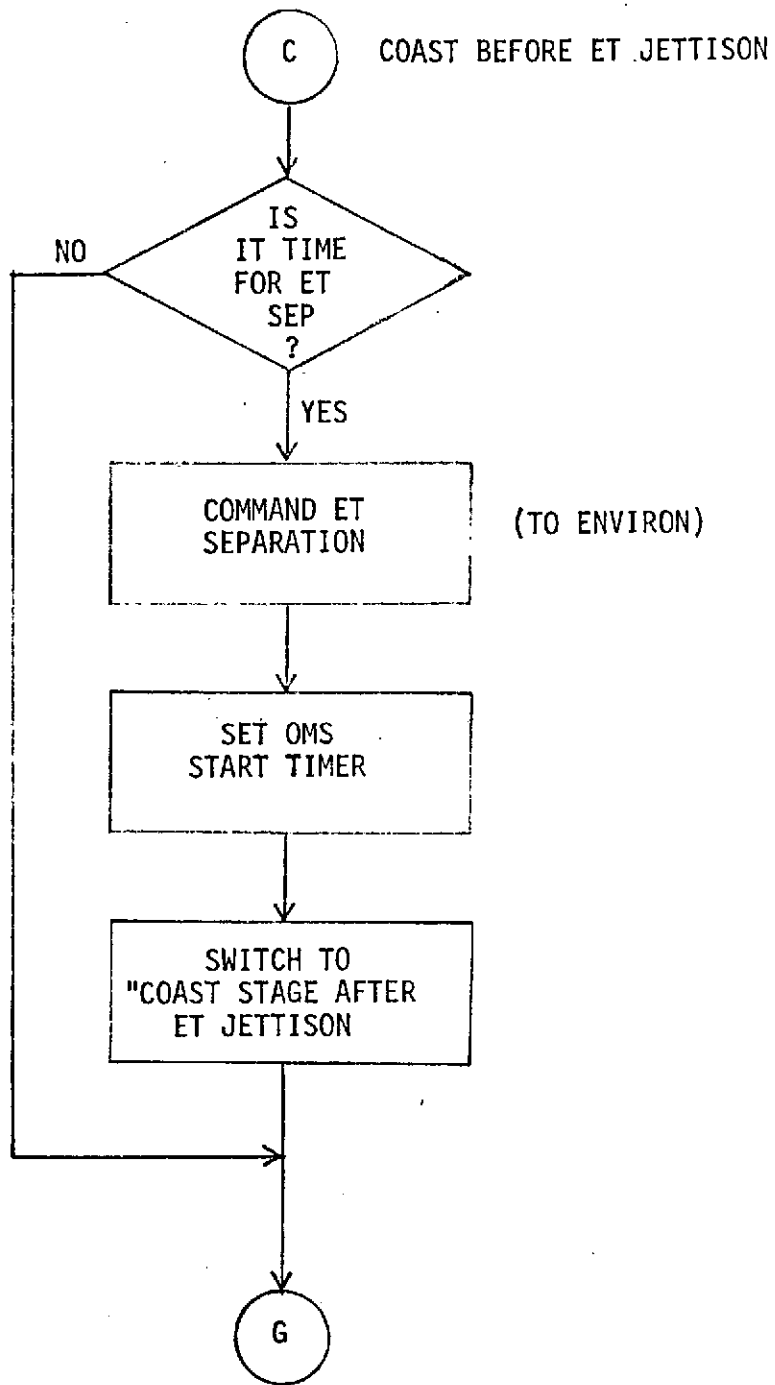 C
COAST BEFORE ET JETTISON
IS
IT TIME
FOR ET
SEP
?
NO
YES
COMMAND ET
SEPARATION
(TO ENVIRON)
SET OMS
START TIMER
SWITCH TO
"COAST STAGE AFTER
ET JETTISON
G